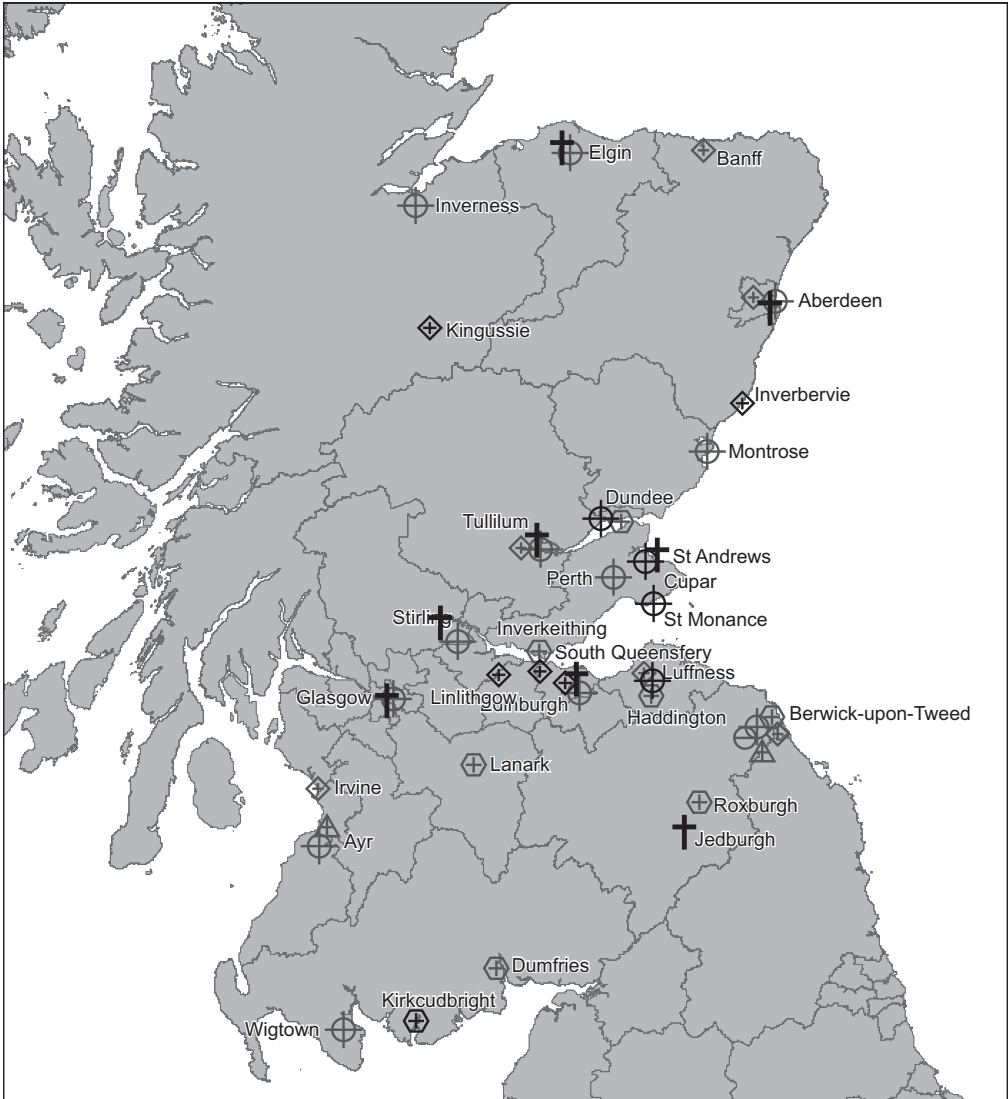 Elgin
Banff
Inverness
Aberdeen
Kingussie
Inverbervie
Montrose
Dundee
Tullilum
St Andrews
Perth
Cupar
St Monance
Stirling
Inverkeithing
South Queensfery
Luffness
Glasgow
Linlithgow
Haddington
Berwick-upon-Tweed
Lanark
Irvine
Roxburgh
Ayr
Jedburgh
Dumfries
Kirkcudbright
Wigtown